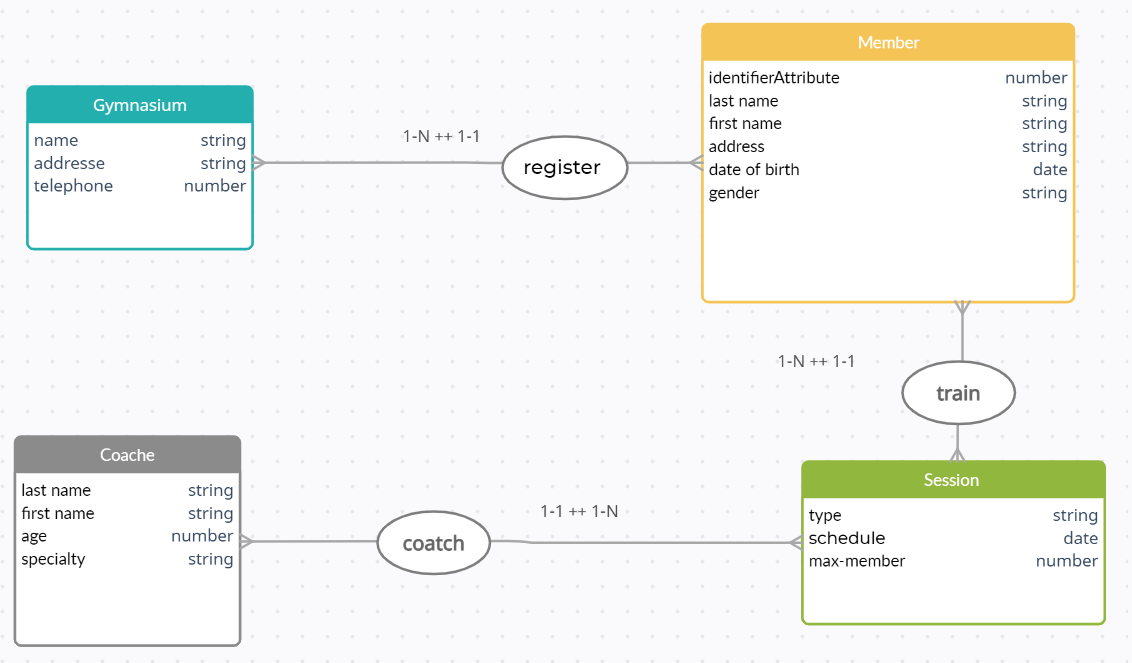 Member
identifierAttribute number
last name string
first name string
address string
date of birth date
gender string
Gymnasium
name string
addresse string
telephone number
1-N ++ 1-1
register
1-N ++ 1-1
train
Coache
last name string
first name string
age number
specialty string
1-1 ++ 1-N
coatch
Session
type string
schedule date
max-member number